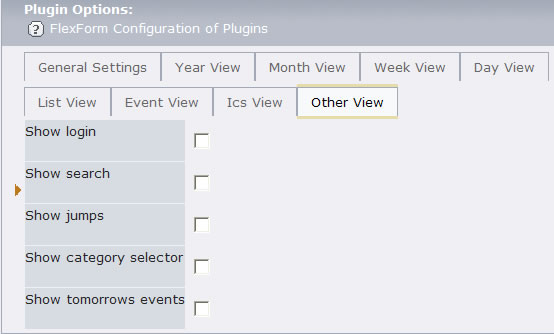 Plugin Options:
? FlexForm Configuration of Plugins
General Settings Year View Month View Week View Day View
List View Event View Ics View Other View
Show login
Show search
Show jumps
Show category selector
Show tomorrows events